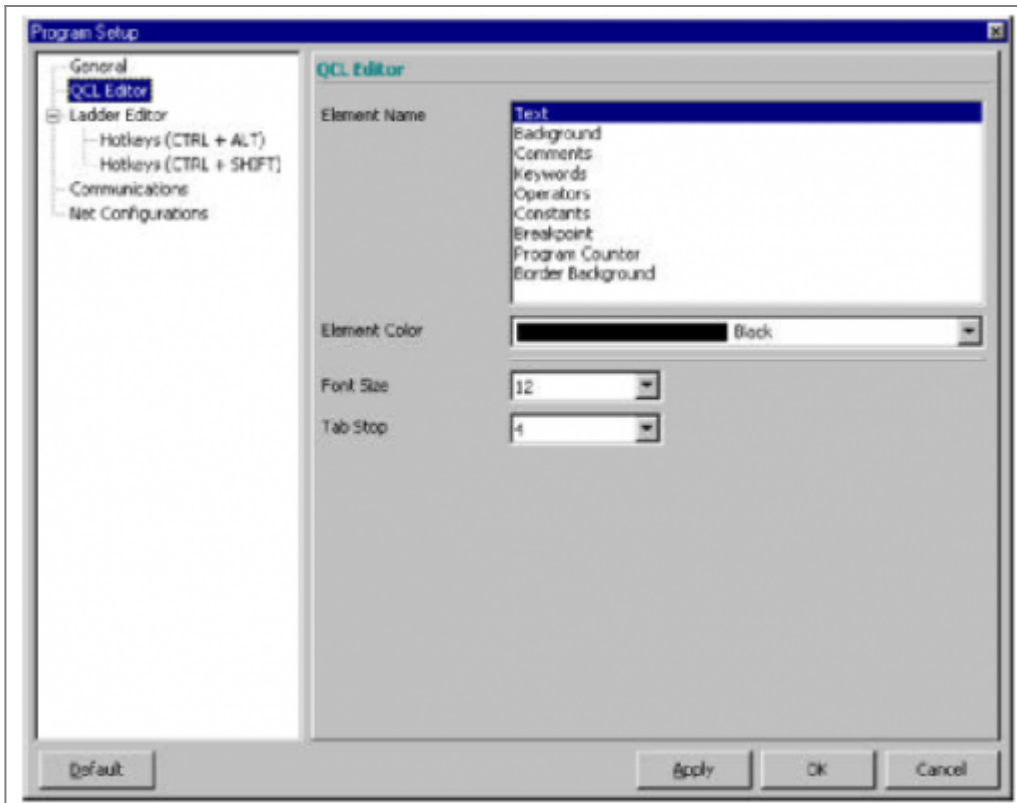 Program Setup
General
QCL Editor
Ladder Editor
Hotkeys (CTRL + ALT)
Hotkeys (CTRL + SHIFT)
Communications
Net Configurations
QCL Editor
Element Name
Text
Background
Comments
Keywords
Operators
Constants
Breakpoint
Program Counter
Border Background
Element Color
Black
Font Size
12
Tab Stop
4
Default
Apply
OK
Cancel